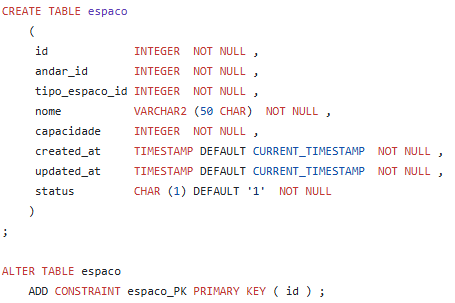 CREATE TABLE espaco
(
id INTEGER NOT NULL ,
andar_id INTEGER NOT NULL ,
tipo_espaco_id INTEGER NOT NULL ,
nome VARCHAR2 (50 CHAR) NOT NULL ,
capacidade INTEGER NOT NULL ,
created_at TIMESTAMP DEFAULT CURRENT_TIMESTAMP NOT NULL ,
updated_at TIMESTAMP DEFAULT CURRENT_TIMESTAMP NOT NULL ,
status CHAR (1) DEFAULT '1' NOT NULL
)
;
ALTER TABLE espaco
ADD CONSTRAINT espaco_PK PRIMARY KEY ( id ) ;